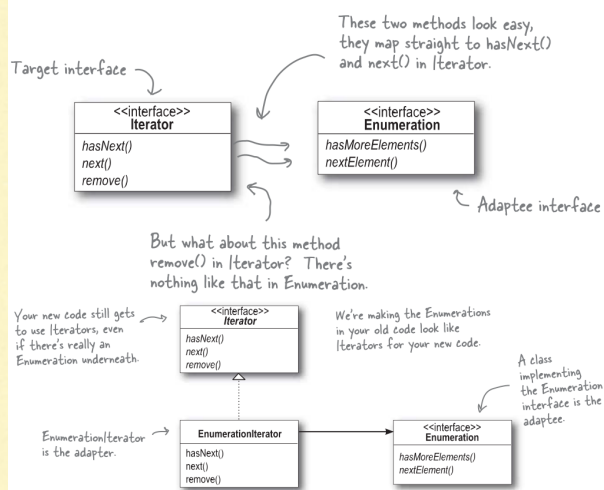 These two methods look easy,
they map straight to hasNext()
and next() in Iterator.
Target interface
<<interface>>
Iterator
hasNext()
next()
remove()
<<interface>>
Enumeration
hasMoreElements()
nextElement()
Adaptee interface
But what about this method
remove() in Iterator? There's
nothing like that in Enumeration.
Your new code still gets
to use Iterators, even
if there's really an
Enumeration underneath.
<<interface>>
Iterator
hasNext()
next()
remove()
We're making the Enumerations
in your old code look like
Iterators for your new code.
A class
implementing
the Enumeration
interface is the
adaptee.
EnumerationIterator
is the adapter.
EnumerationIterator
hasNext()
next()
remove()
<<interface>>
Enumeration
hasMoreElements()
nextElement()